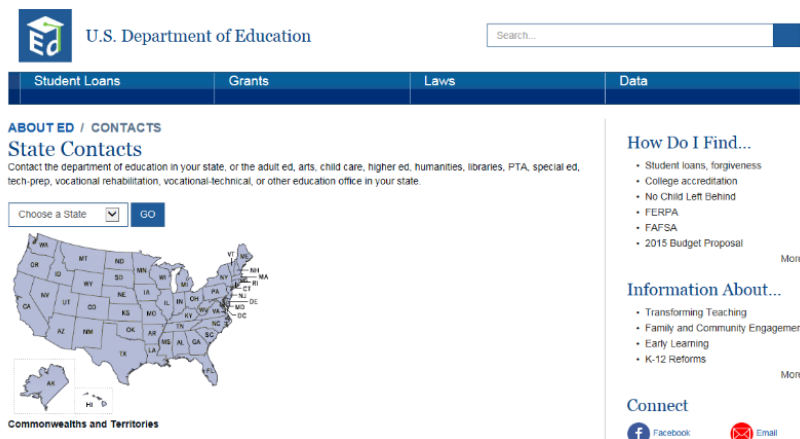 Ed
U.S. Department of Education
Search...
Student Loans
Grants
Laws
Data
ABOUT ED / CONTACTS
State Contacts
Contact the department of education in your state, or the adult ed, arts, child care, higher ed, humanities, libraries, PTA, special ed,
tech-prep, vocational rehabilitation, vocational-technical, or other education office in your state.
Choose a State
GO
WA
OR
CA
NV
ID
MT
WY
UT
CO
AZ
NM
ND
SD
NE
KS
OK
TX
MN
IA
MO
AR
LA
WI
IL
MI
IN
OH
KY
TN
MS
AL
GA
FL
SC
NC
VA
WV
PA
NY
VT
ME
NH
MA
RI
CT
NJ
DE
MD
DC
AK
HI
Commonwealths and Territories
How Do I Find...
• Student loans, forgiveness
• College accreditation
• No Child Left Behind
• FERPA
• FAFSA
• 2015 Budget Proposal
More
Information About...
• Transforming Teaching
• Family and Community Engagemen
• Early Learning
• K-12 Reforms
More
Connect
Facebook
Email